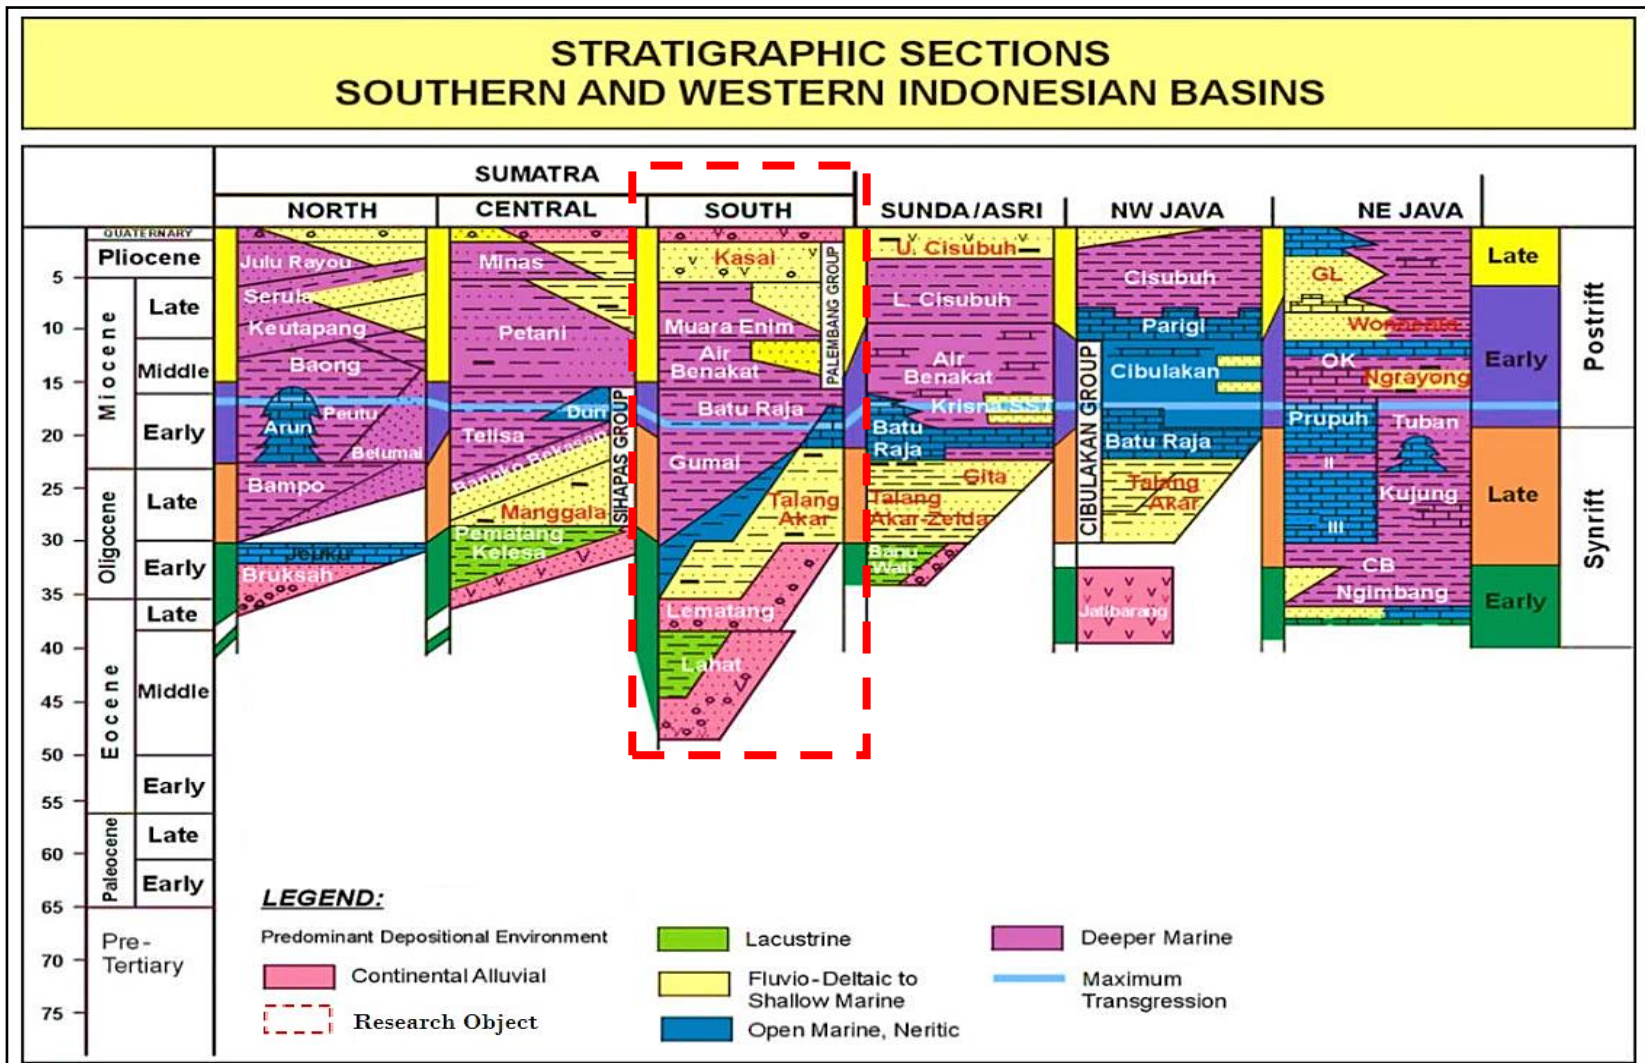 STRATIGRAPHIC SECTIONS
SOUTHERN AND WESTERN INDONESIAN BASINS
SUMATRA
NORTH
CENTRAL
SOUTH
SUNDA/ASRI
NW JAVA
NE JAVA
QUATERNARY
Pliocene
Miocene
Late
Middle
Early
Oligocene
Late
Early
Eocene
Late
Middle
Early
Paleocene
Late
Early
Pre-
Tertiary
5
10
15
20
25
30
35
40
45
50
55
60
65
70
75
Julu Rayou
Serula
Keutapang
Baong
Peutu
Arun
Belumai
Bampo
Jeuku
Bruksah
Minas
Petani
Duri
Telisa
Bangko Bekasap
Manggala
Pematang
Kelesa
SIHAPAS GROUP
Kasai
Muara Enim
Air
Benakat
PALEMBANG GROUP
Batu Raja
Gumai
Talang
Akar
Lematang
Lahat
U. Cisubuh
L. Cisubuh
Air
Benakat
Krisna SST
Batu
Raja
Gita
Talang
Akar-Zelda
Banu
Wati
Cisubuh
Parigi
Cibulakan
CIBULAKAN GROUP
Batu Raja
Talang
Akar
Jatibarang
GL
OK
Ngrayong
Prupuh
Tuban
II
Kujung
III
CB
Ngimbang
Late
Early
Late
Early
Postrift
Synrift
LEGEND:
Predominant Depositional Environment
Continental Alluvial
Research Object
Lacustrine
Fluvio-Deltaic to
Shallow Marine
Open Marine, Neritic
Deeper Marine
Maximum
Transgression